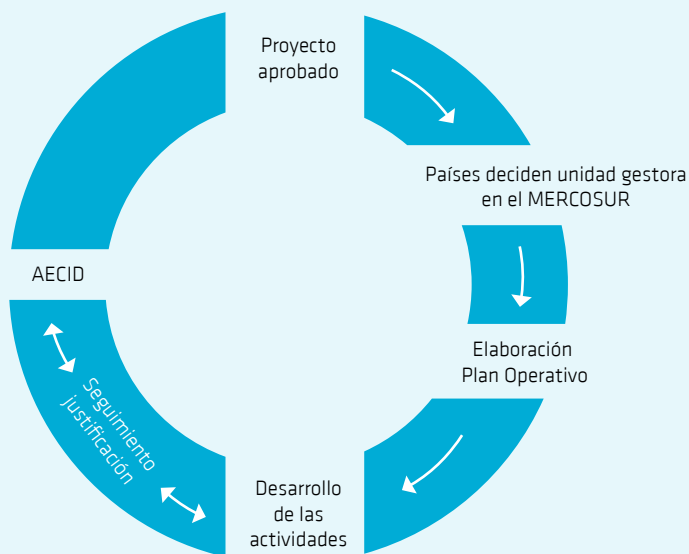 Proyecto
aprobado
Países deciden unidad gestora
en el MERCOSUR
Elaboración
Plan Operativo
Desarrollo
de las
actividades
Seguimiento
justificación
AECID